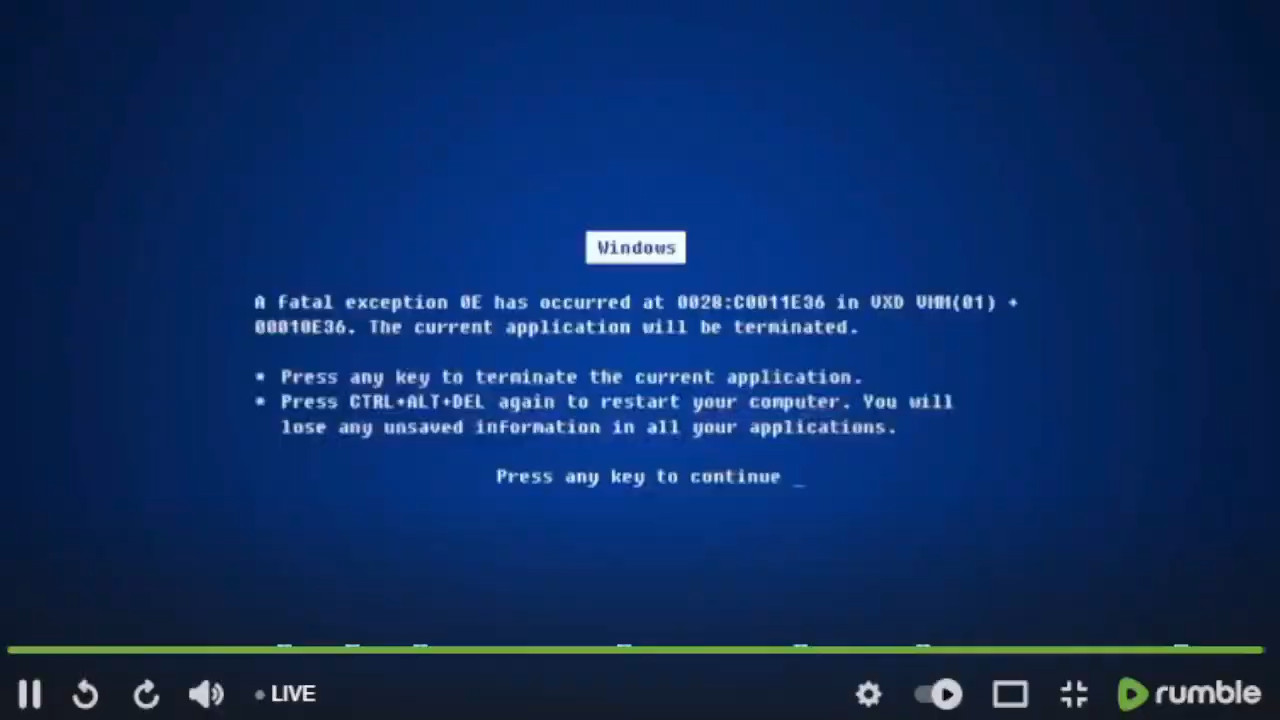 Windows
A fatal exception 0E has occurred at 0028:C0011E36 in VXD VMM(01) +
00010E36. The current application will be terminated.
* Press any key to terminate the current application.
* Press CTRL+ALT+DEL again to restart your computer. You will
lose any unsaved information in all your applications.
Press any key to continue _
LIVE
rumble